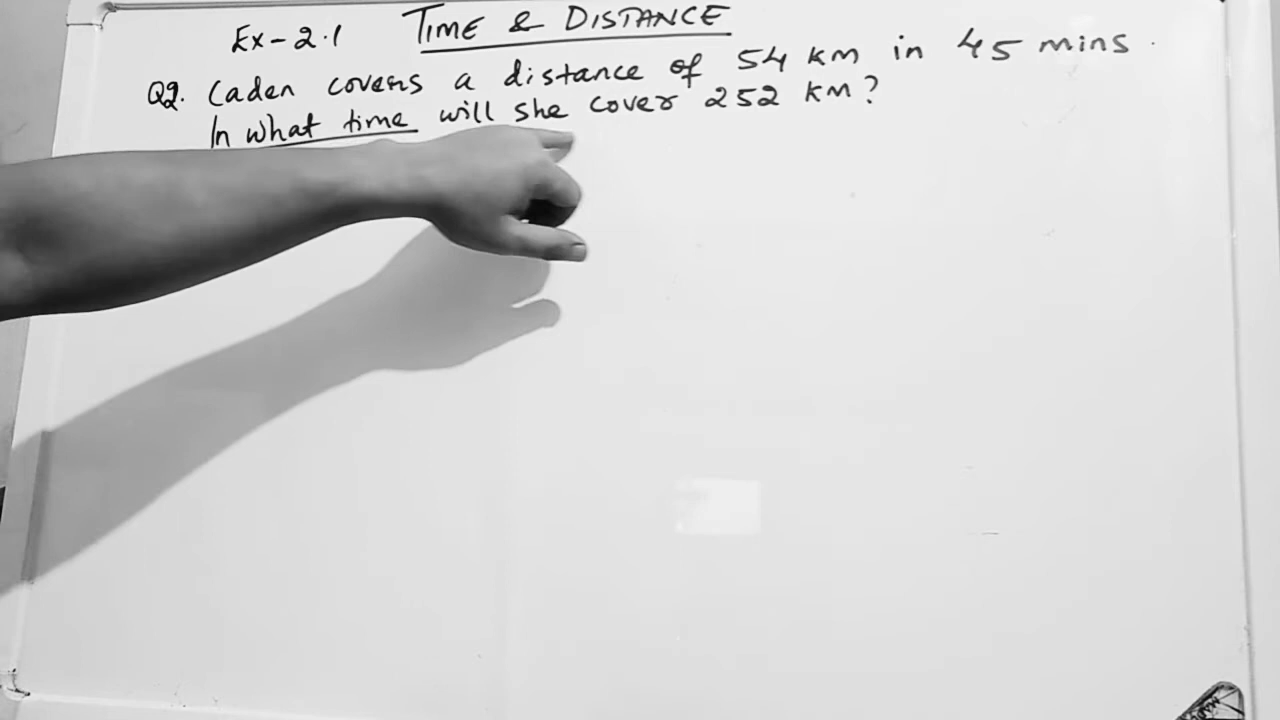 Ex-2.1 TIME & DISTANCE
Q2. Caden covers a distance of 54 km in 45 mins.
In what time will she cover 252 km?